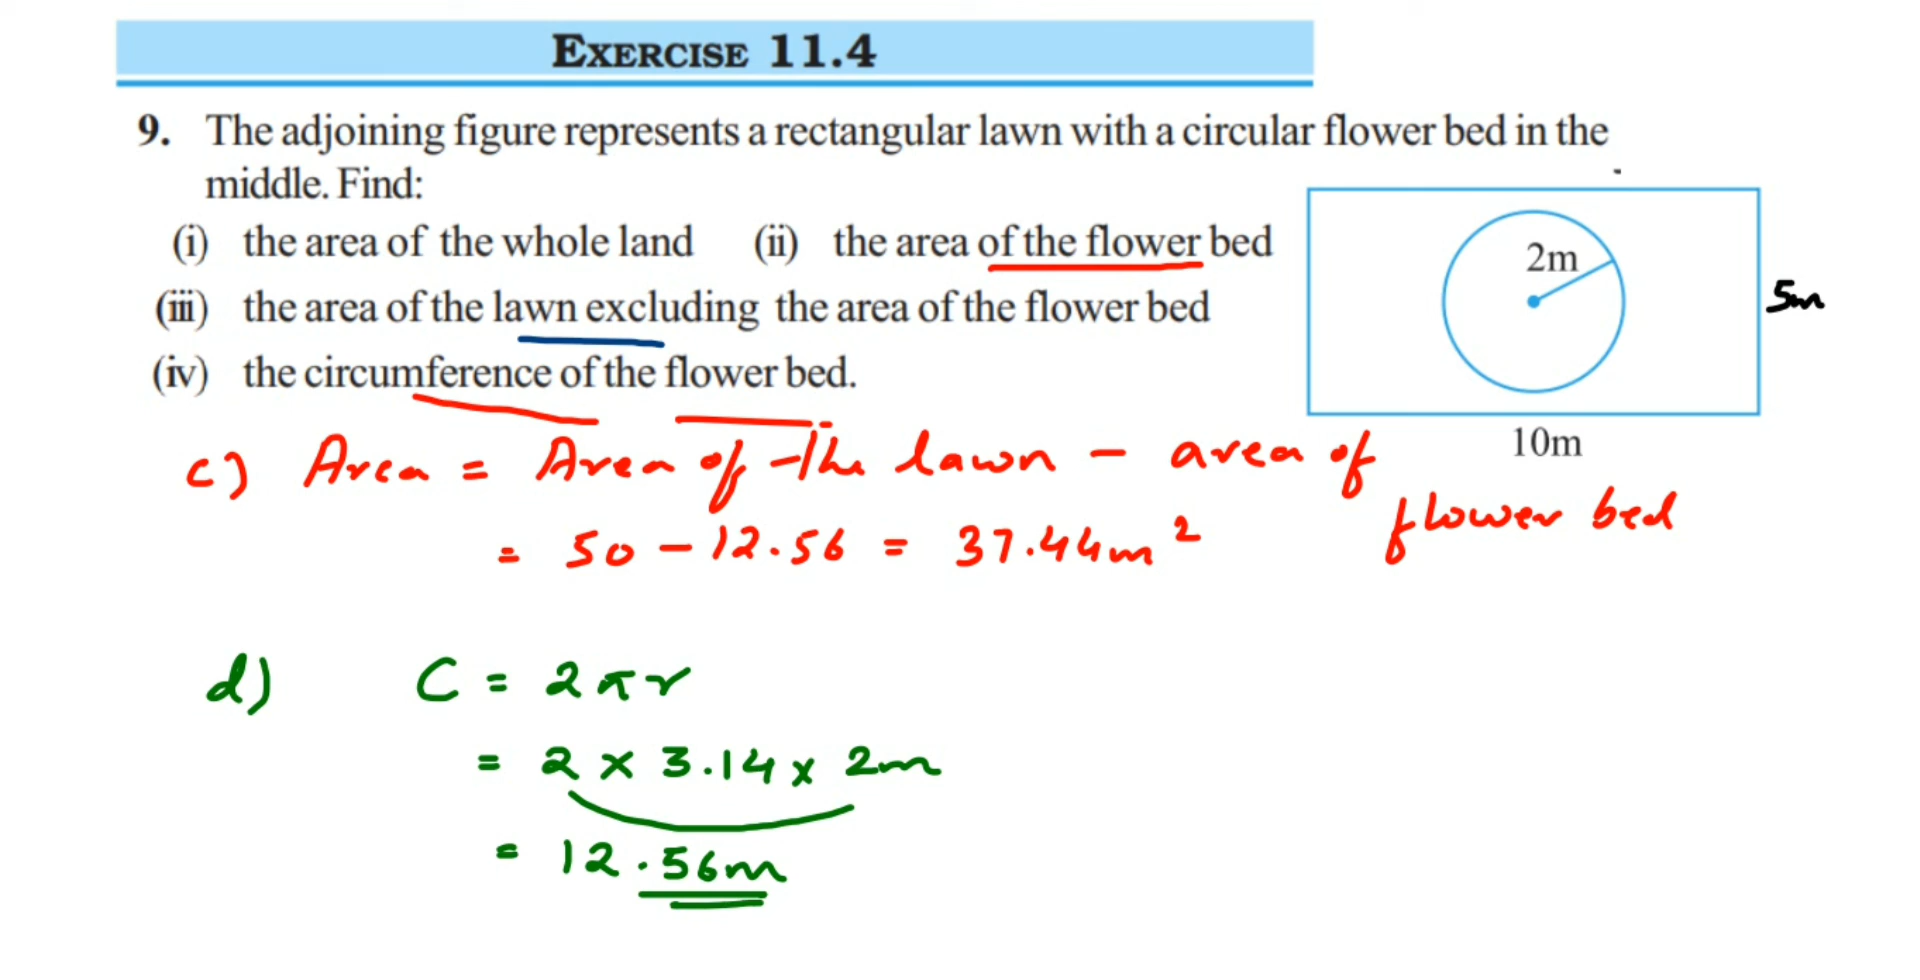 EXERCISE 11.4
9. The adjoining figure represents a rectangular lawn with a circular flower bed in the
middle. Find:
(i) the area of the whole land (ii) the area of the flower bed
(iii) the area of the lawn excluding the area of the flower bed
(iv) the circumference of the flower bed.
2m
5m
10m
c) Area = Area of the lawn - area of
flower bed
= 50 - 12.56 = 37.44m²
d) C = 2πr
= 2 × 3.14 × 2m
= 12.56m